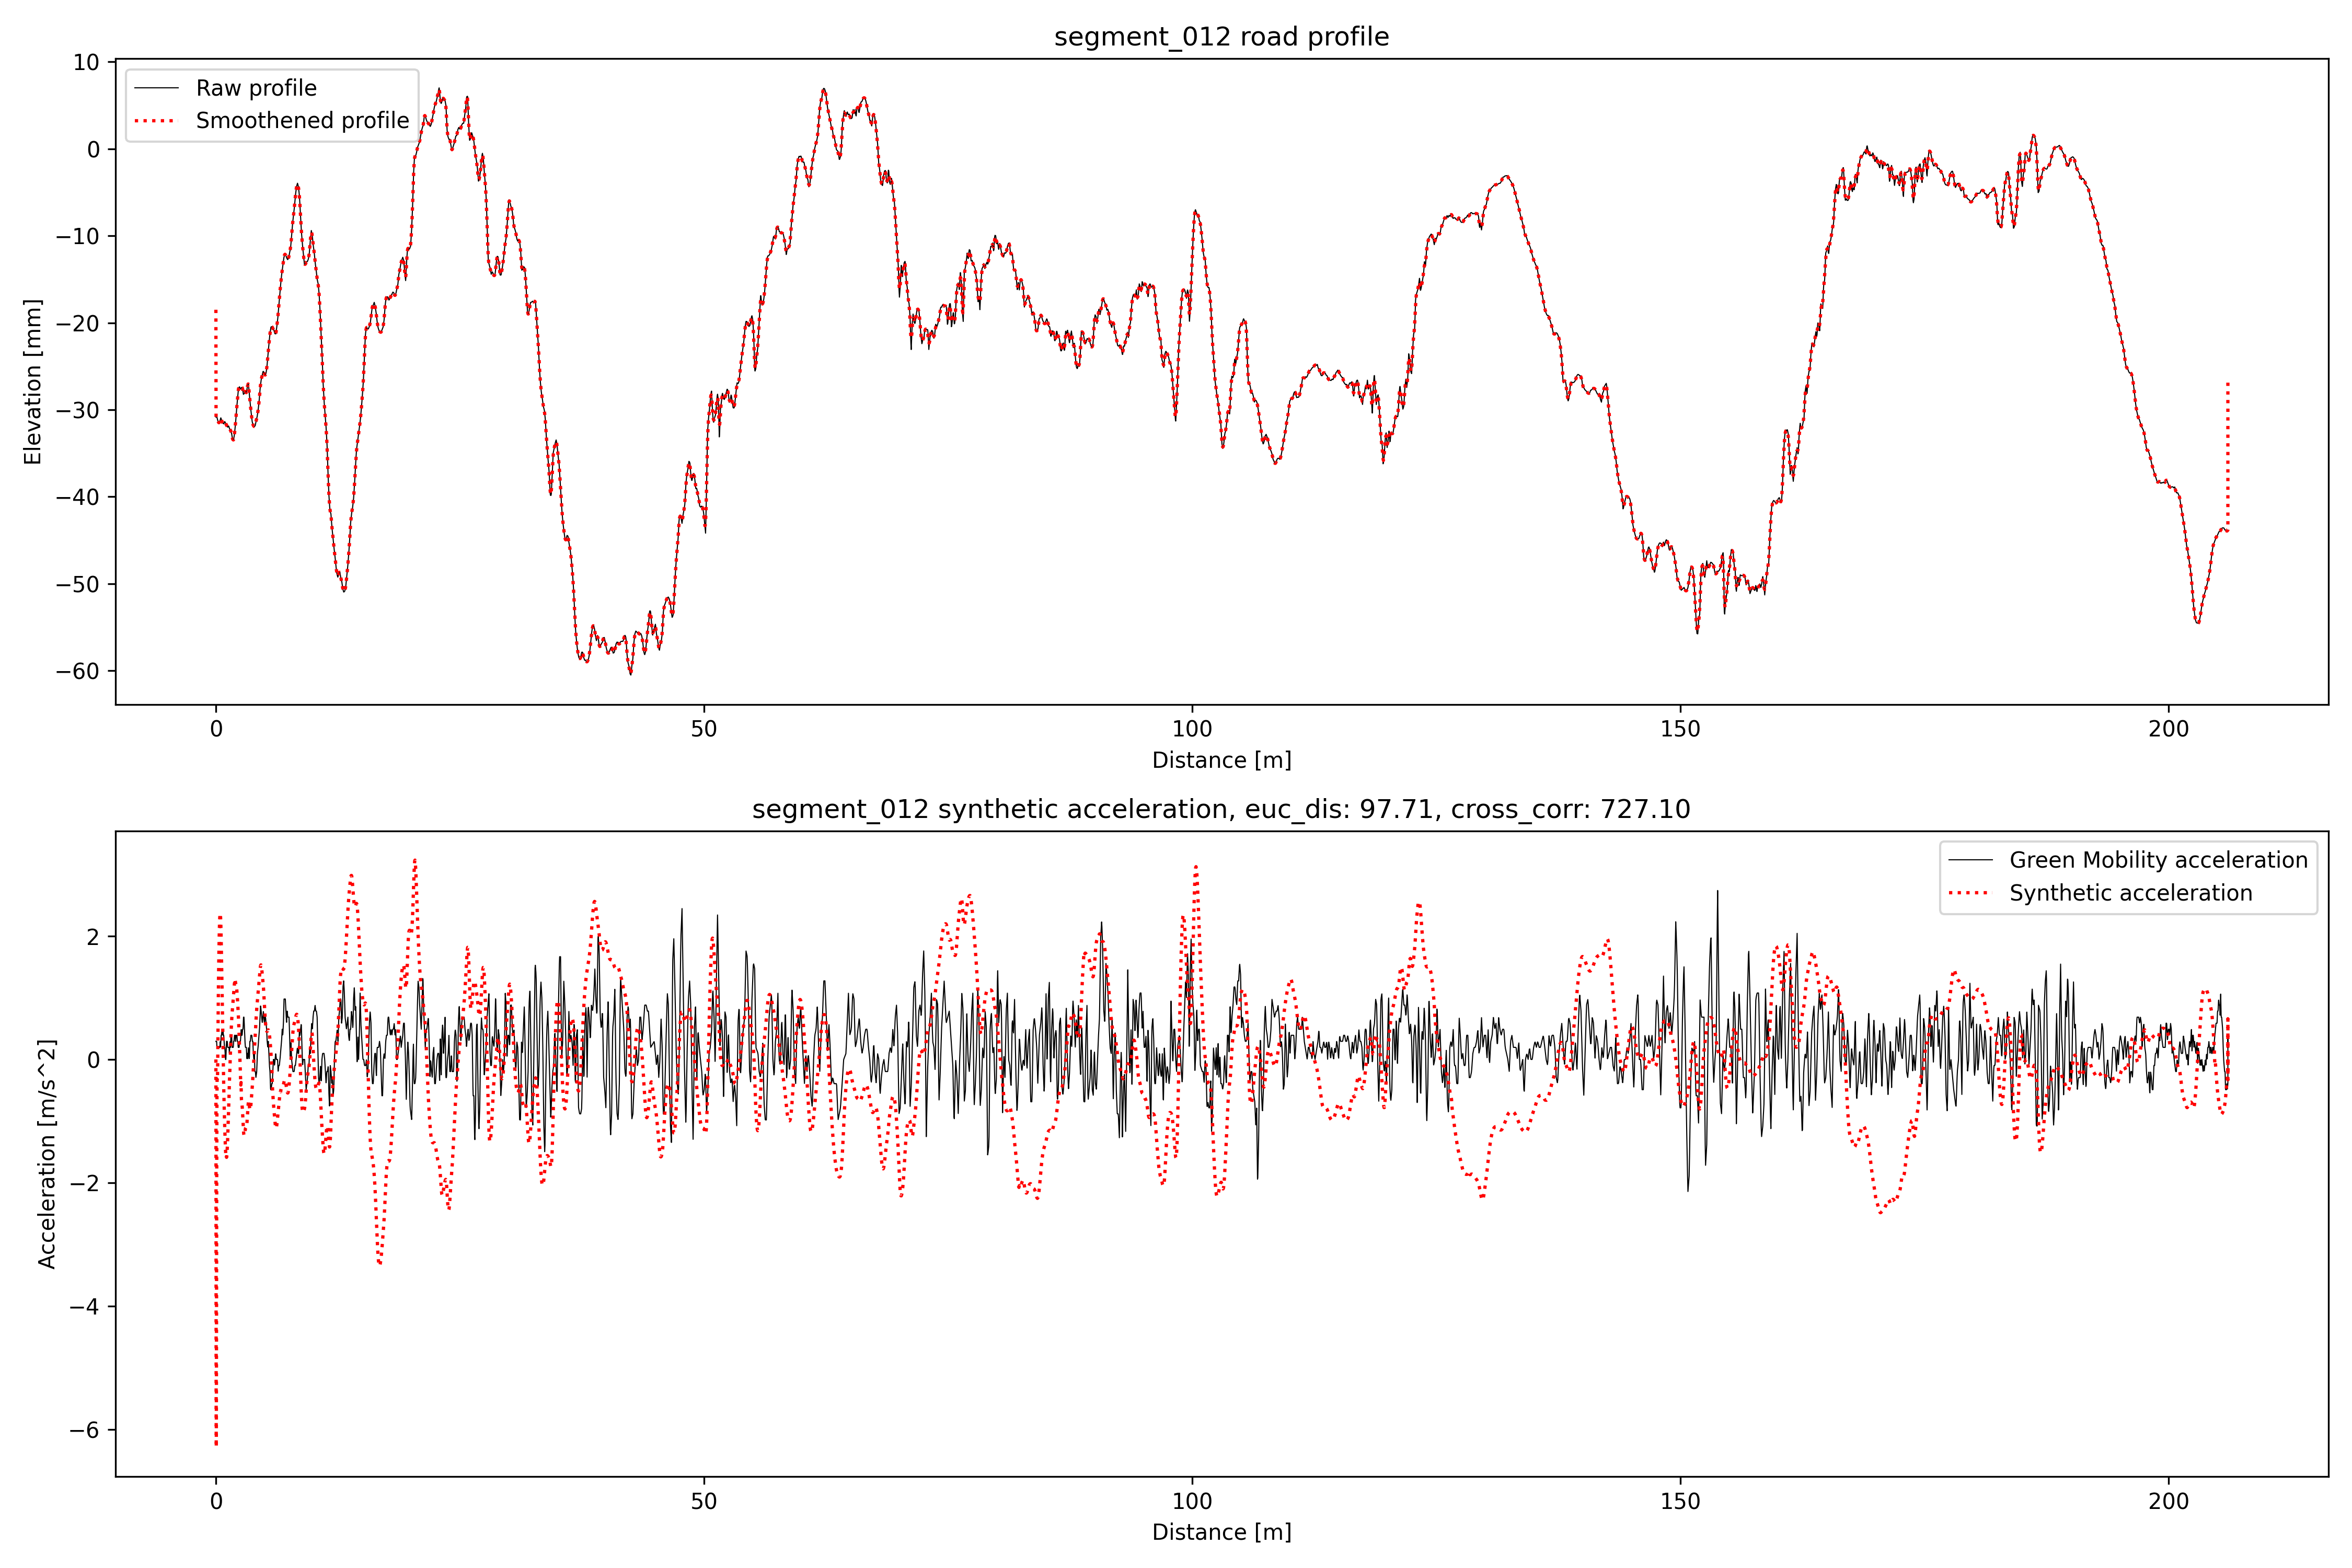 segment_012 road profile
10
0
−10
−20
−30
−40
−50
−60
Elevation [mm]
Raw profile
Smoothened profile
0
50
100
150
200
Distance [m]
segment_012 synthetic acceleration, euc_dis: 97.71, cross_corr: 727.10
2
0
−2
−4
−6
Acceleration [m/s^2]
Green Mobility acceleration
Synthetic acceleration
0
50
100
150
200
Distance [m]